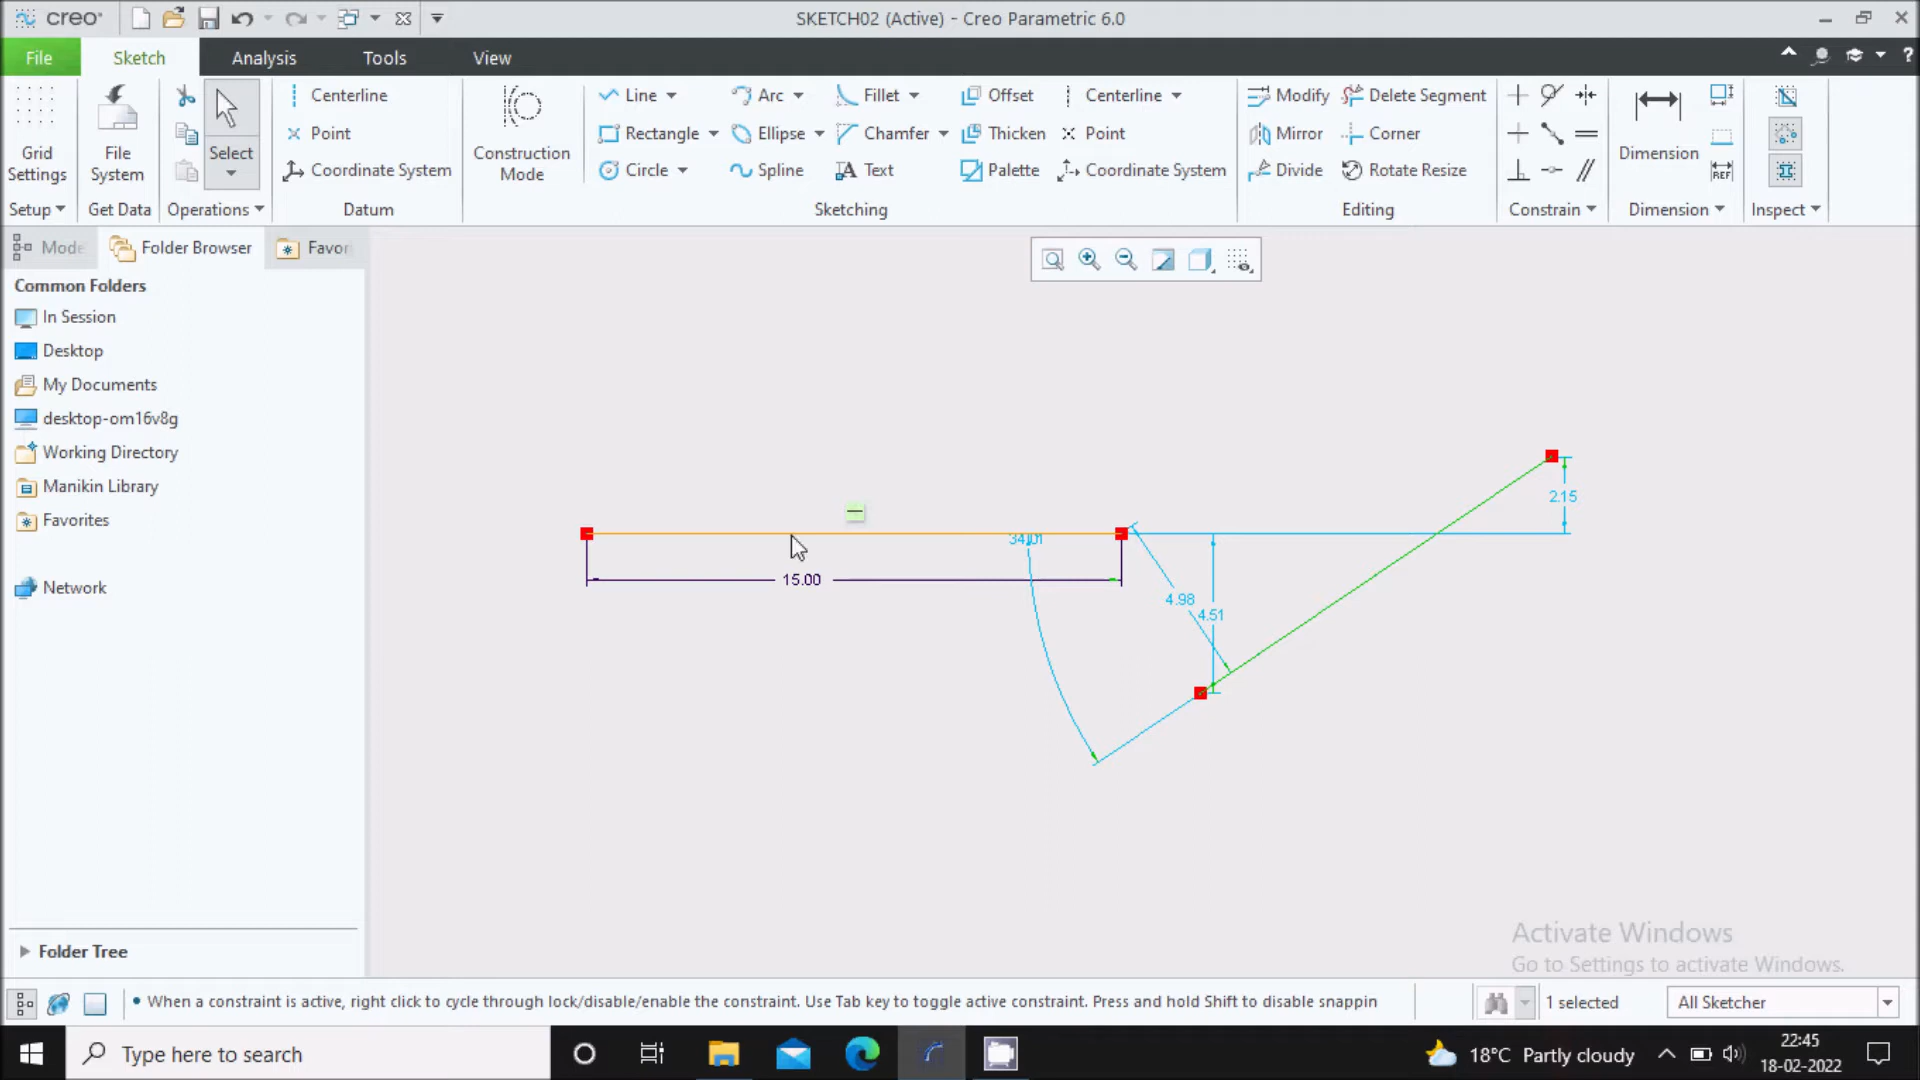 creo SKETCH02 (Active) - Creo Parametric 6.0
File Sketch Analysis Tools View
Centerline Line Arc Fillet Offset Centerline Modify Delete Segment
Point Rectangle Ellipse Chamfer Thicken Point Mirror Corner
Grid Settings File System Select Construction Mode Dimension
Coordinate System Circle Spline Text Palette Coordinate System Divide Rotate Resize
REF
Setup Get Data Operations Datum Sketching Editing Constrain Dimension Inspect
Mode Folder Browser Favori
Common Folders
In Session
Desktop
My Documents
desktop-om16v8g
Working Directory
Manikin Library
Favorites
Network
Folder Tree
2.15
34.01
15.00
4.98
4.51
Activate Windows
Go to Settings to activate Windows.
• When a constraint is active, right click to cycle through lock/disable/enable the constraint. Use Tab key to toggle active constraint. Press and hold Shift to disable snappin
1 selected All Sketcher
Type here to search
18°C Partly cloudy
22:45
18-02-2022